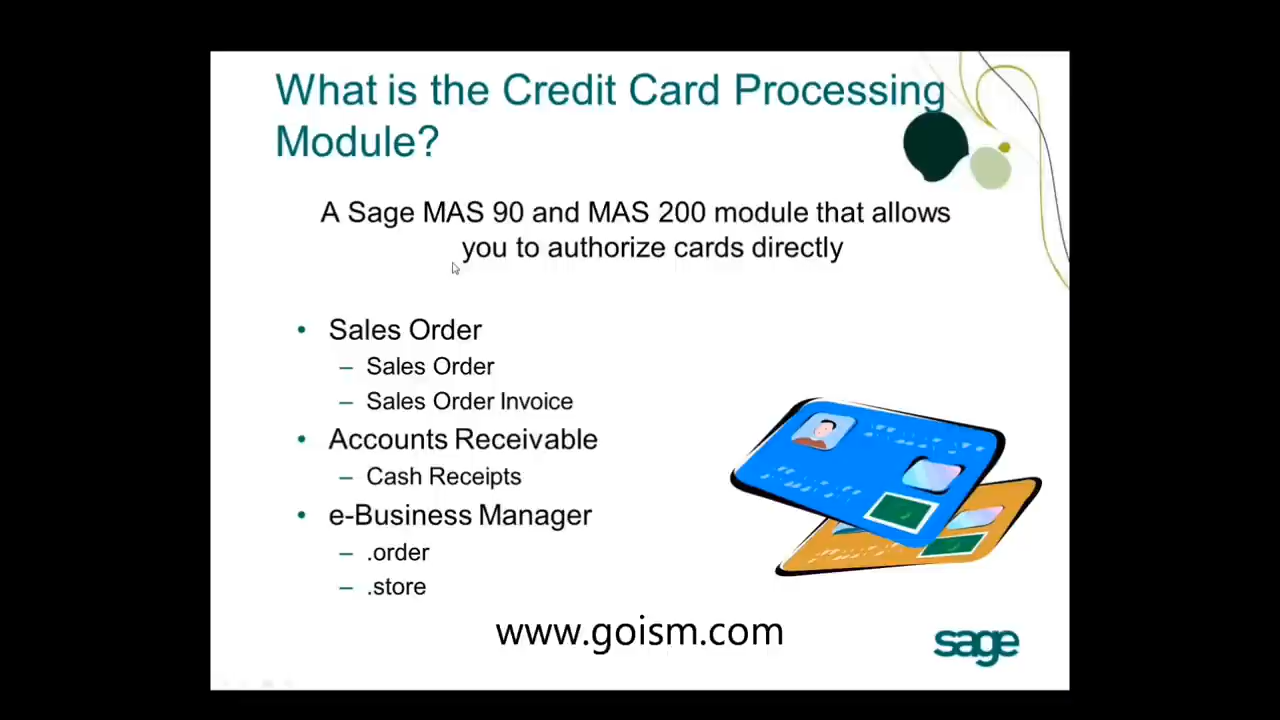 What is the Credit Card Processing
Module?
A Sage MAS 90 and MAS 200 module that allows
you to authorize cards directly
• Sales Order
– Sales Order
– Sales Order Invoice
• Accounts Receivable
– Cash Receipts
• e-Business Manager
– .order
– .store
www.goism.com
sage